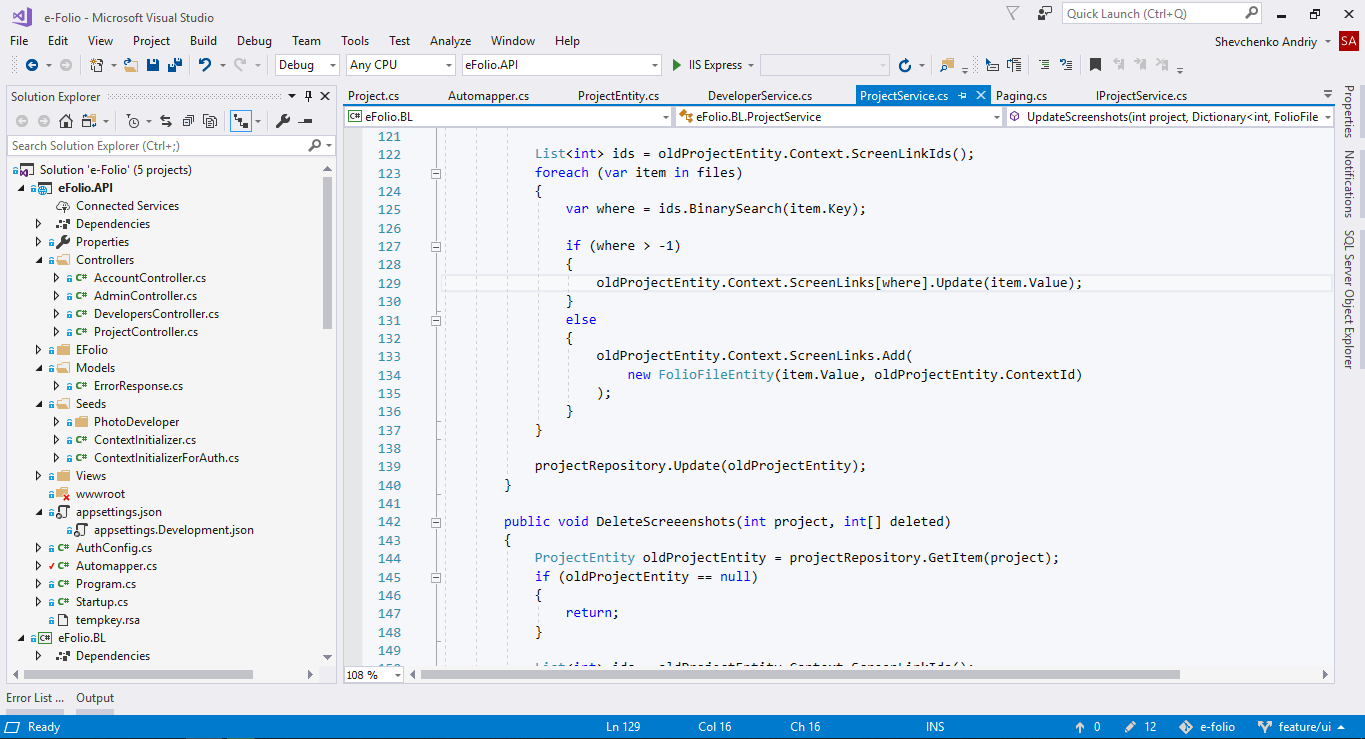 e-Folio - Microsoft Visual Studio
Quick Launch (Ctrl+Q)
File Edit View Project Build Debug Team Tools Test Analyze Window Help
Shevchenko Andriy SA
Debug Any CPU eFolio.API IIS Express
Solution Explorer
Search Solution Explorer (Ctrl+;)
Solution 'e-Folio' (5 projects)
eFolio.API
Connected Services
Dependencies
Properties
Controllers
C# AccountController.cs
C# AdminController.cs
C# DevelopersController.cs
C# ProjectController.cs
EFolio
Models
C# ErrorResponse.cs
Seeds
PhotoDeveloper
C# ContextInitializer.cs
C# ContextInitializerForAuth.cs
Views
wwwroot
appsettings.json
appsettings.Development.json
C# AuthConfig.cs
C# Automapper.cs
C# Program.cs
C# Startup.cs
tempkey.rsa
C# eFolio.BL
Dependencies
Project.cs Automapper.cs ProjectEntity.cs DeveloperService.cs ProjectService.cs Paging.cs IProjectService.cs
C# eFolio.BL eFolio.BL.ProjectService UpdateScreenshots(int project, Dictionary<int, FolioFile
121
122 List<int> ids = oldProjectEntity.Context.ScreenLinkIds();
123 foreach (var item in files)
124 {
125 var where = ids.BinarySearch(item.Key);
126
127 if (where > -1)
128 {
129 oldProjectEntity.Context.ScreenLinks[where].Update(item.Value);
130 }
131 else
132 {
133 oldProjectEntity.Context.ScreenLinks.Add(
134 new FolioFileEntity(item.Value, oldProjectEntity.ContextId)
135 );
136 }
137 }
138
139 projectRepository.Update(oldProjectEntity);
140 }
141
142 public void DeleteScreeenshots(int project, int[] deleted)
143 {
144 ProjectEntity oldProjectEntity = projectRepository.GetItem(project);
145 if (oldProjectEntity == null)
146 {
147 return;
148 }
149
150 List<int> ids = oldProjectEntity.Context.ScreenLinkIds();
108 %
Properties
Notifications
SQL Server Object Explorer
Error List ... Output
Ready Ln 129 Col 16 Ch 16 INS 0 12 e-folio feature/ui